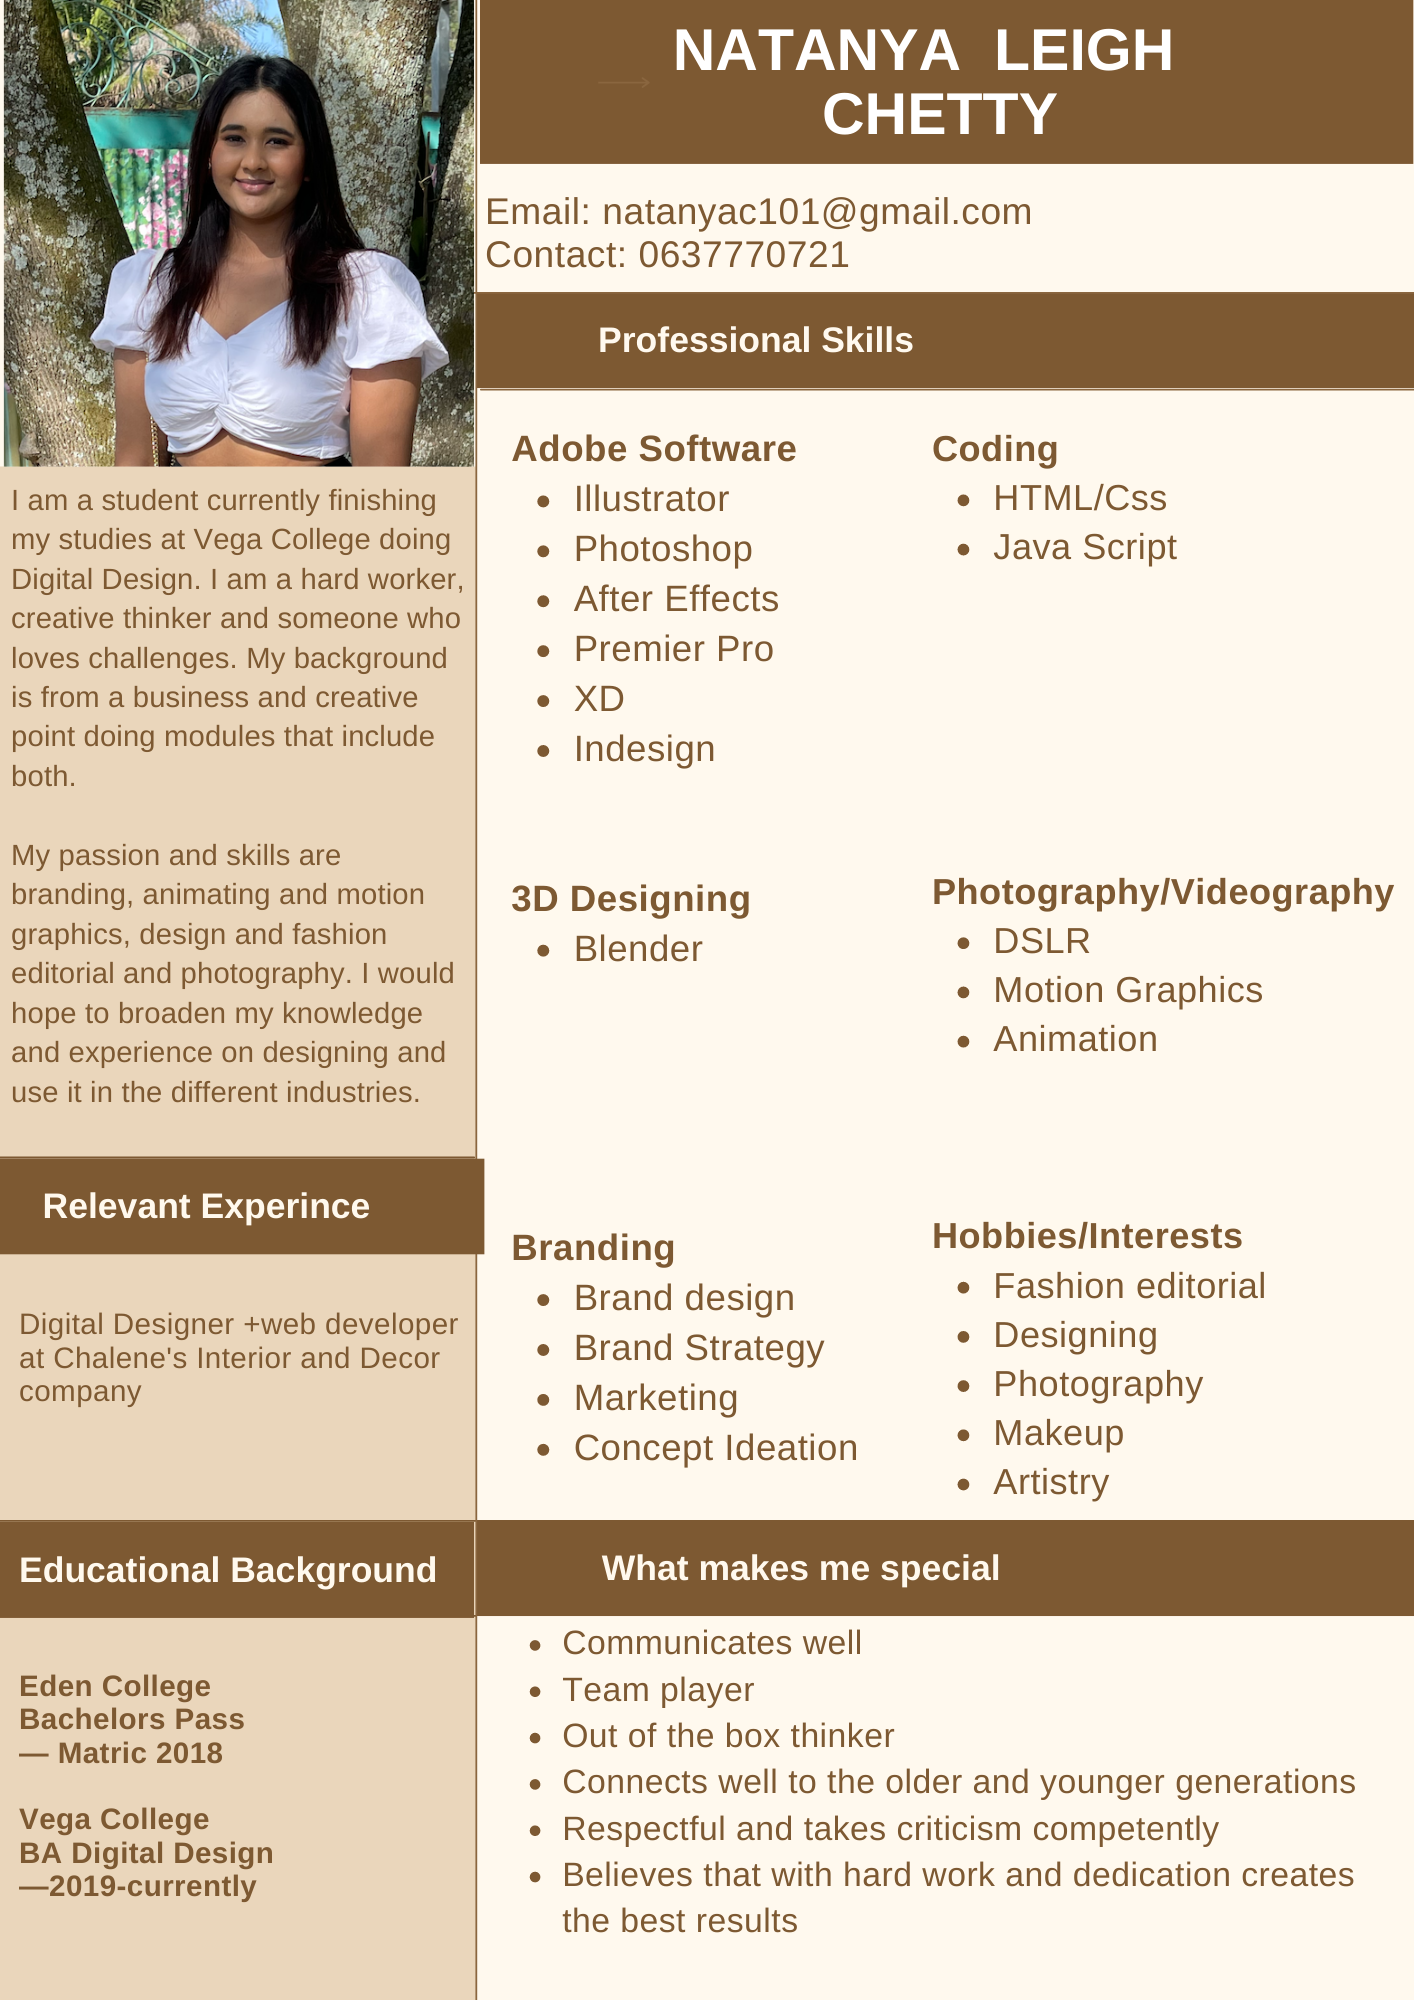 NATANYA LEIGH
CHETTY
Email: natanyac101@gmail.com
Contact: 0637770721
Professional Skills
Adobe Software
• Illustrator
• Photoshop
• After Effects
• Premier Pro
• XD
• Indesign
Coding
• HTML/Css
• Java Script
3D Designing
• Blender
Photography/Videography
• DSLR
• Motion Graphics
• Animation
Branding
• Brand design
• Brand Strategy
• Marketing
• Concept Ideation
Hobbies/Interests
• Fashion editorial
• Designing
• Photography
• Makeup
• Artistry
I am a student currently finishing
my studies at Vega College doing
Digital Design. I am a hard worker,
creative thinker and someone who
loves challenges. My background
is from a business and creative
point doing modules that include
both.
My passion and skills are
branding, animating and motion
graphics, design and fashion
editorial and photography. I would
hope to broaden my knowledge
and experience on designing and
use it in the different industries.
Relevant Experince
Digital Designer +web developer
at Chalene's Interior and Decor
company
Educational Background
Eden College
Bachelors Pass
— Matric 2018
Vega College
BA Digital Design
—2019-currently
What makes me special
• Communicates well
• Team player
• Out of the box thinker
• Connects well to the older and younger generations
• Respectful and takes criticism competently
• Believes that with hard work and dedication creates
the best results